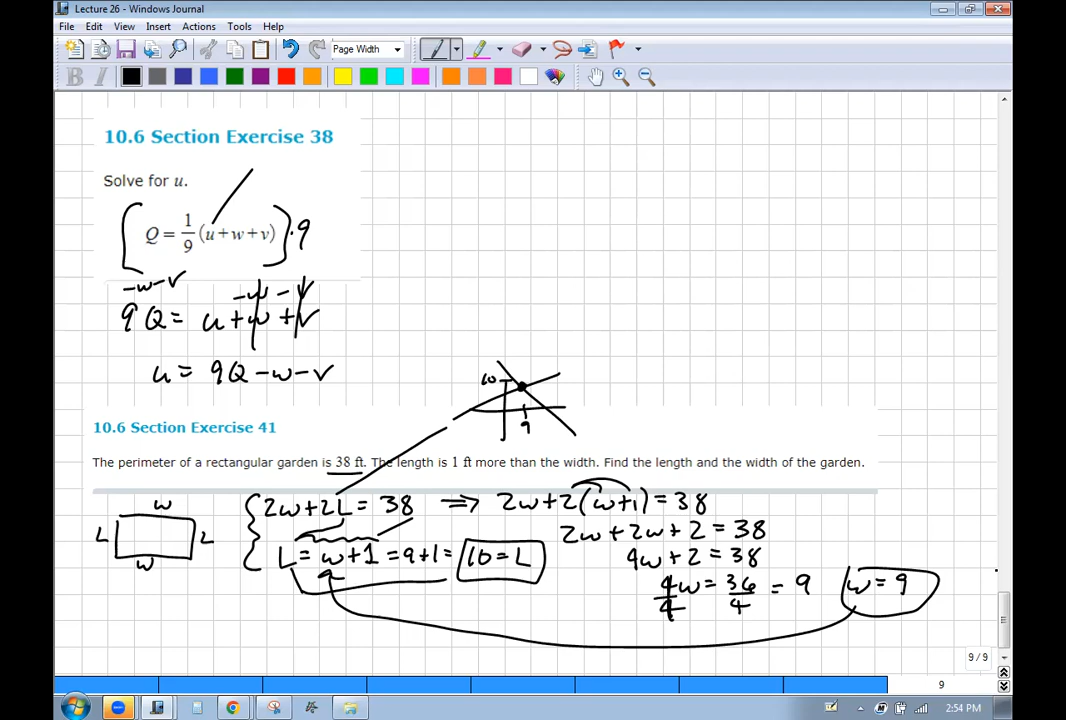 Lecture 26 - Windows Journal
File Edit View Insert Actions Tools Help
Page Width
B I
10.6 Section Exercise 38
Solve for u.
[Q = 1/9 (u + w + v)] · 9
-w - v -w - v
9Q = u + w + v
u = 9Q - w - v
10
9
10.6 Section Exercise 41
The perimeter of a rectangular garden is 38 ft. The length is 1 ft more than the width. Find the length and the width of the garden.
w
L L
w
2w + 2L = 38 ⇒ 2w + 2(w+1) = 38
2w + 2w + 2 = 38
L = w + 1 = 9 + 1 = 10 = L
4w + 2 = 38
4w/4 = 36/4 = 9 w = 9
9 / 9
9
2:54 PM